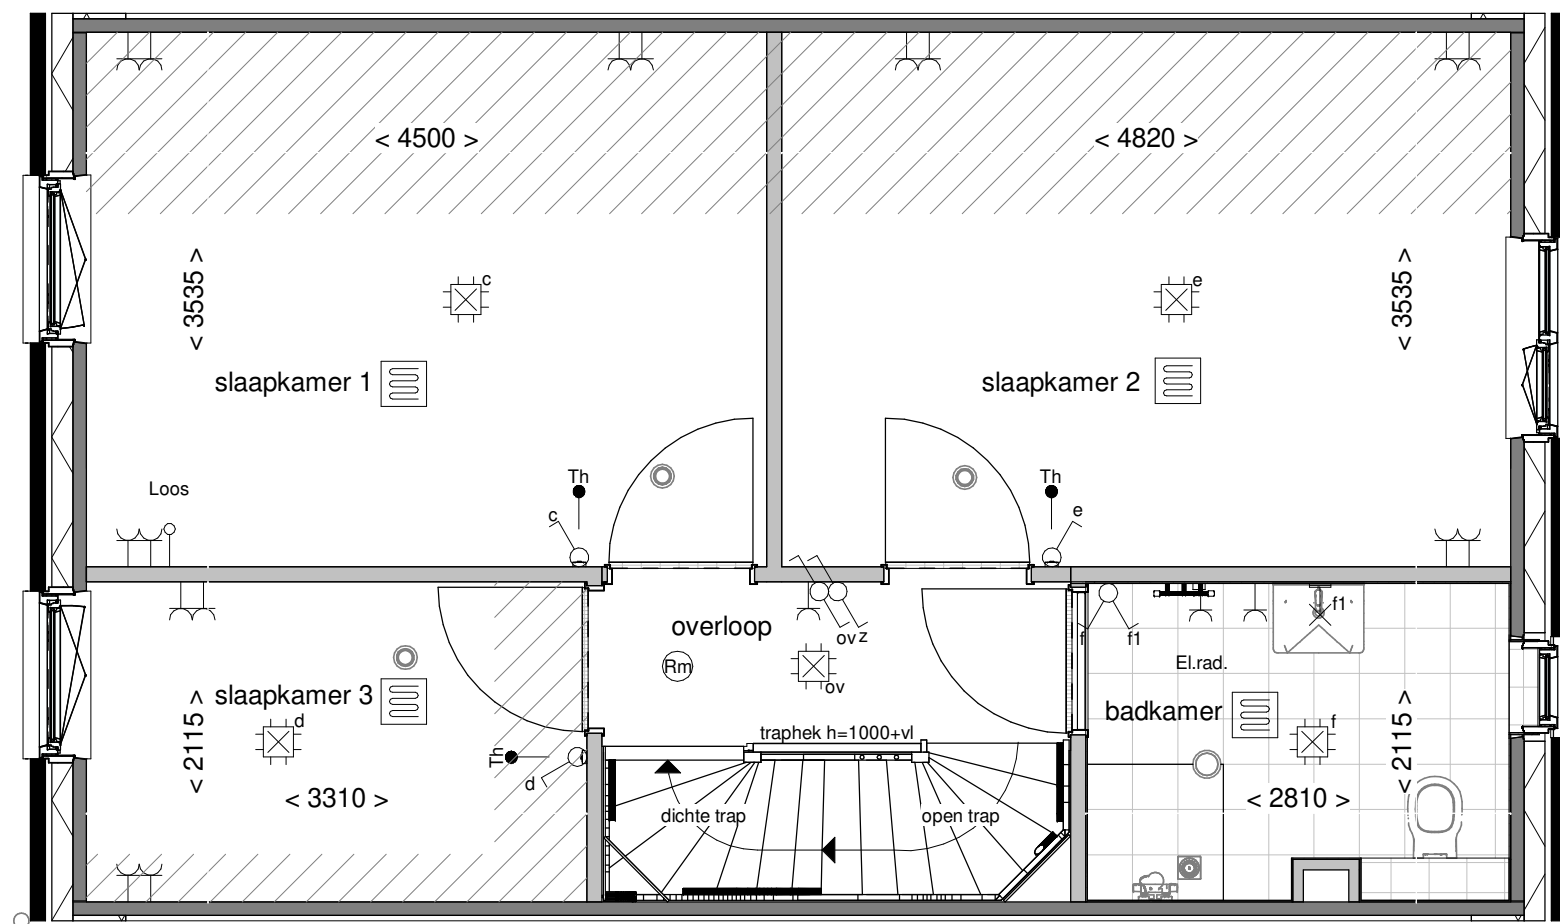 < 4500 >
< 4820 >
< 3535 >
< 3535 >
c
e
slaapkamer 1
slaapkamer 2
Loos
Th
Th
c
e
overloop
ov z
f
f1
f1
Rm
ov
El.rad.
slaapkamer 3
d
< 2115 >
badkamer
f
< 2115 >
traphek h=1000+vl
Th
d
< 3310 >
dichte trap
open trap
< 2810 >